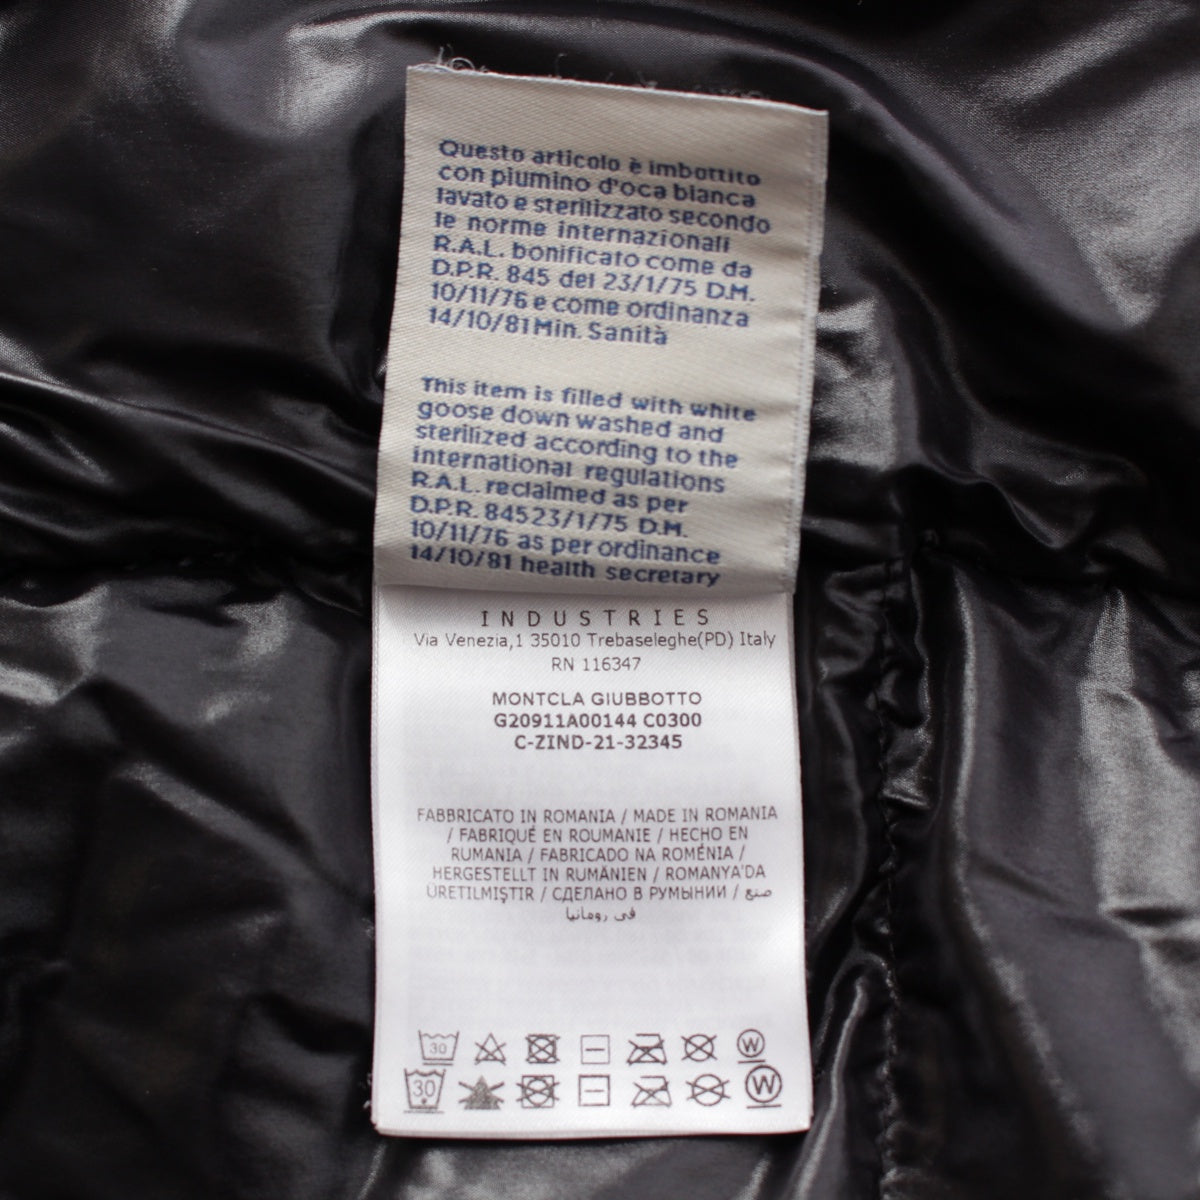 Questo articolo è imbottito
con piumino d'oca bianca
lavato e sterilizzato secondo
le norme internazionali
R.A.L. bonificato come da
D.P.R. 845 del 23/1/75 D.M.
10/11/76 e come ordinanza
14/10/81 Min. Sanità
This item is filled with white
goose down washed and
sterilized according to the
international regulations
R.A.L. reclaimed as per
D.P.R. 845 23/1/75 D.M.
10/11/76 as per ordinance
14/10/81 health secretary
INDUSTRIES
Via Venezia,1 35010 Trebaseleghe(PD) Italy
RN 116347
MONTCLA GIUBBOTTO
G20911A00144 C0300
C-ZIND-21-32345
FABBRICATO IN ROMANIA / MADE IN ROMANIA
/ FABRIQUÉ EN ROUMANIE / HECHO EN
RUMANIA / FABRICADO NA ROMÉNIA /
HERGESTELLT IN RUMÄNIEN / ROMANYA'DA
ÜRETILMIŞTIR / СДЕЛАНО В РУМЫНИИ / صنع
في رومانيا
30 W
30 W